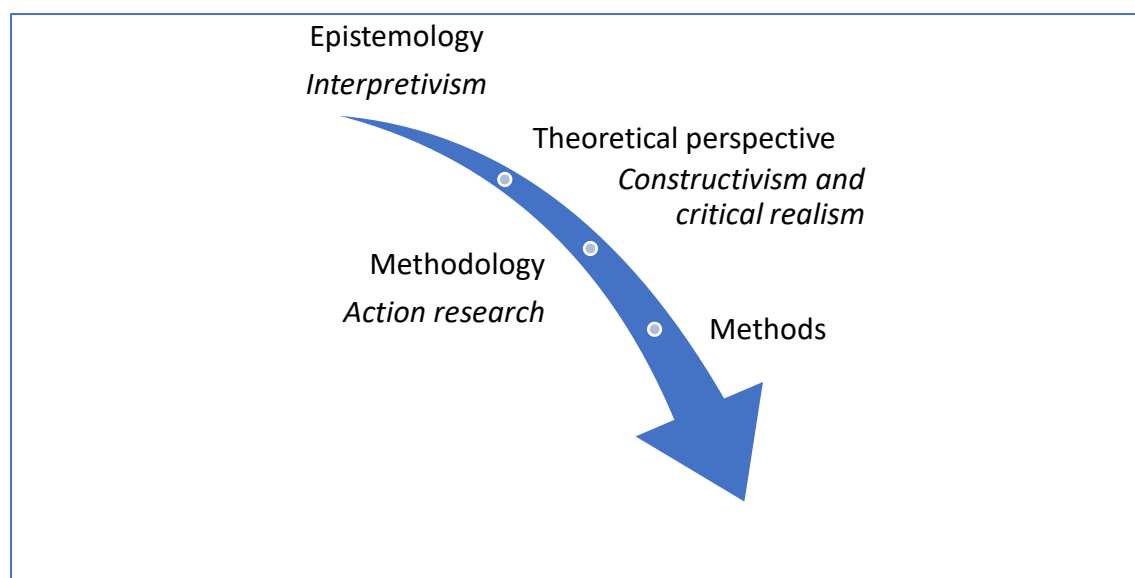 Epistemology
Interpretivism
Theoretical perspective
Constructivism and
critical realism
Methodology
Action research
Methods